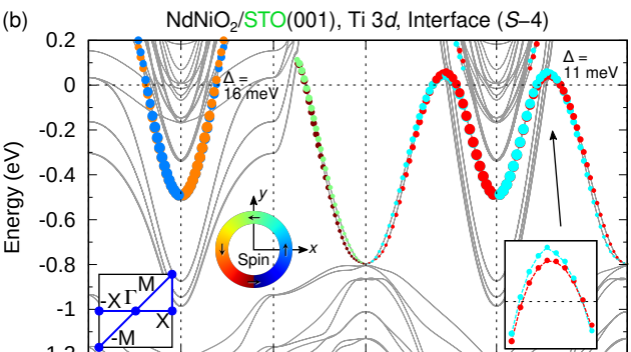 (b) NdNiO2/STO(001), Ti 3d, Interface (S−4)
Energy (eV)
0.2
0
-0.2
-0.4
-0.6
-0.8
-1
-1.2
Δ =
16 meV
Δ =
11 meV
y
x
Spin
M
-X Γ
X
-M